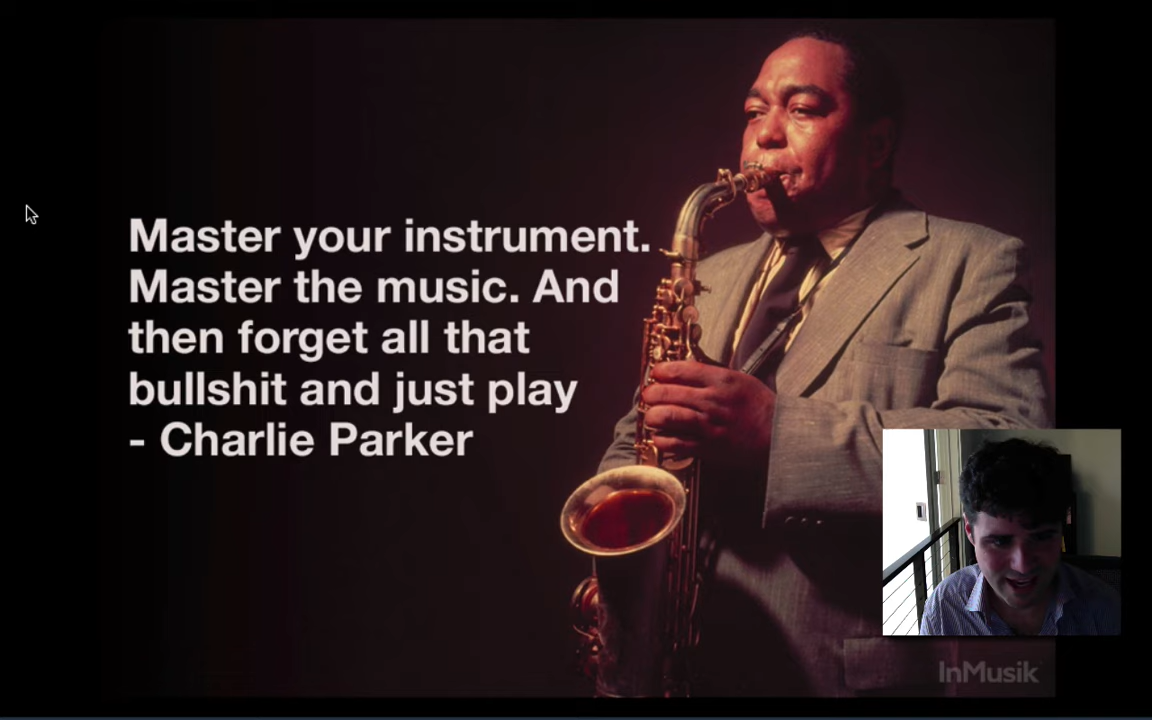 Master your instrument.
Master the music. And
then forget all that
bullshit and just play
- Charlie Parker
InMusik